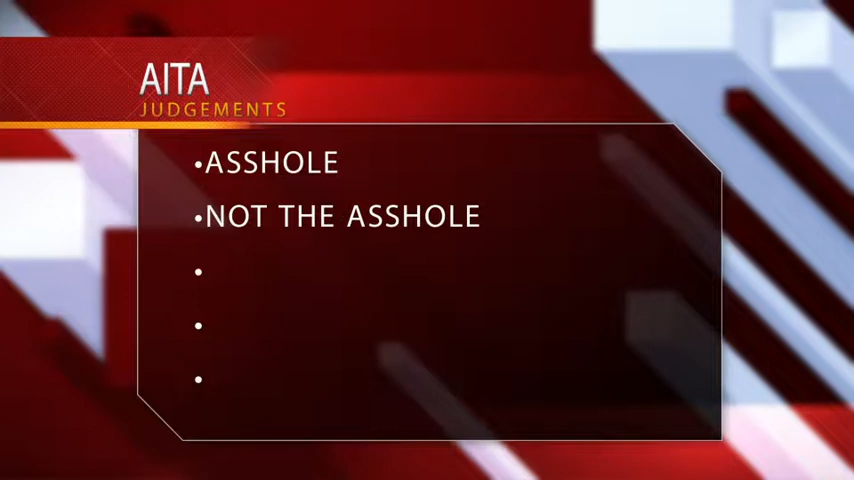 AITA
JUDGEMENTS
•ASSHOLE
•NOT THE ASSHOLE
•
•
•